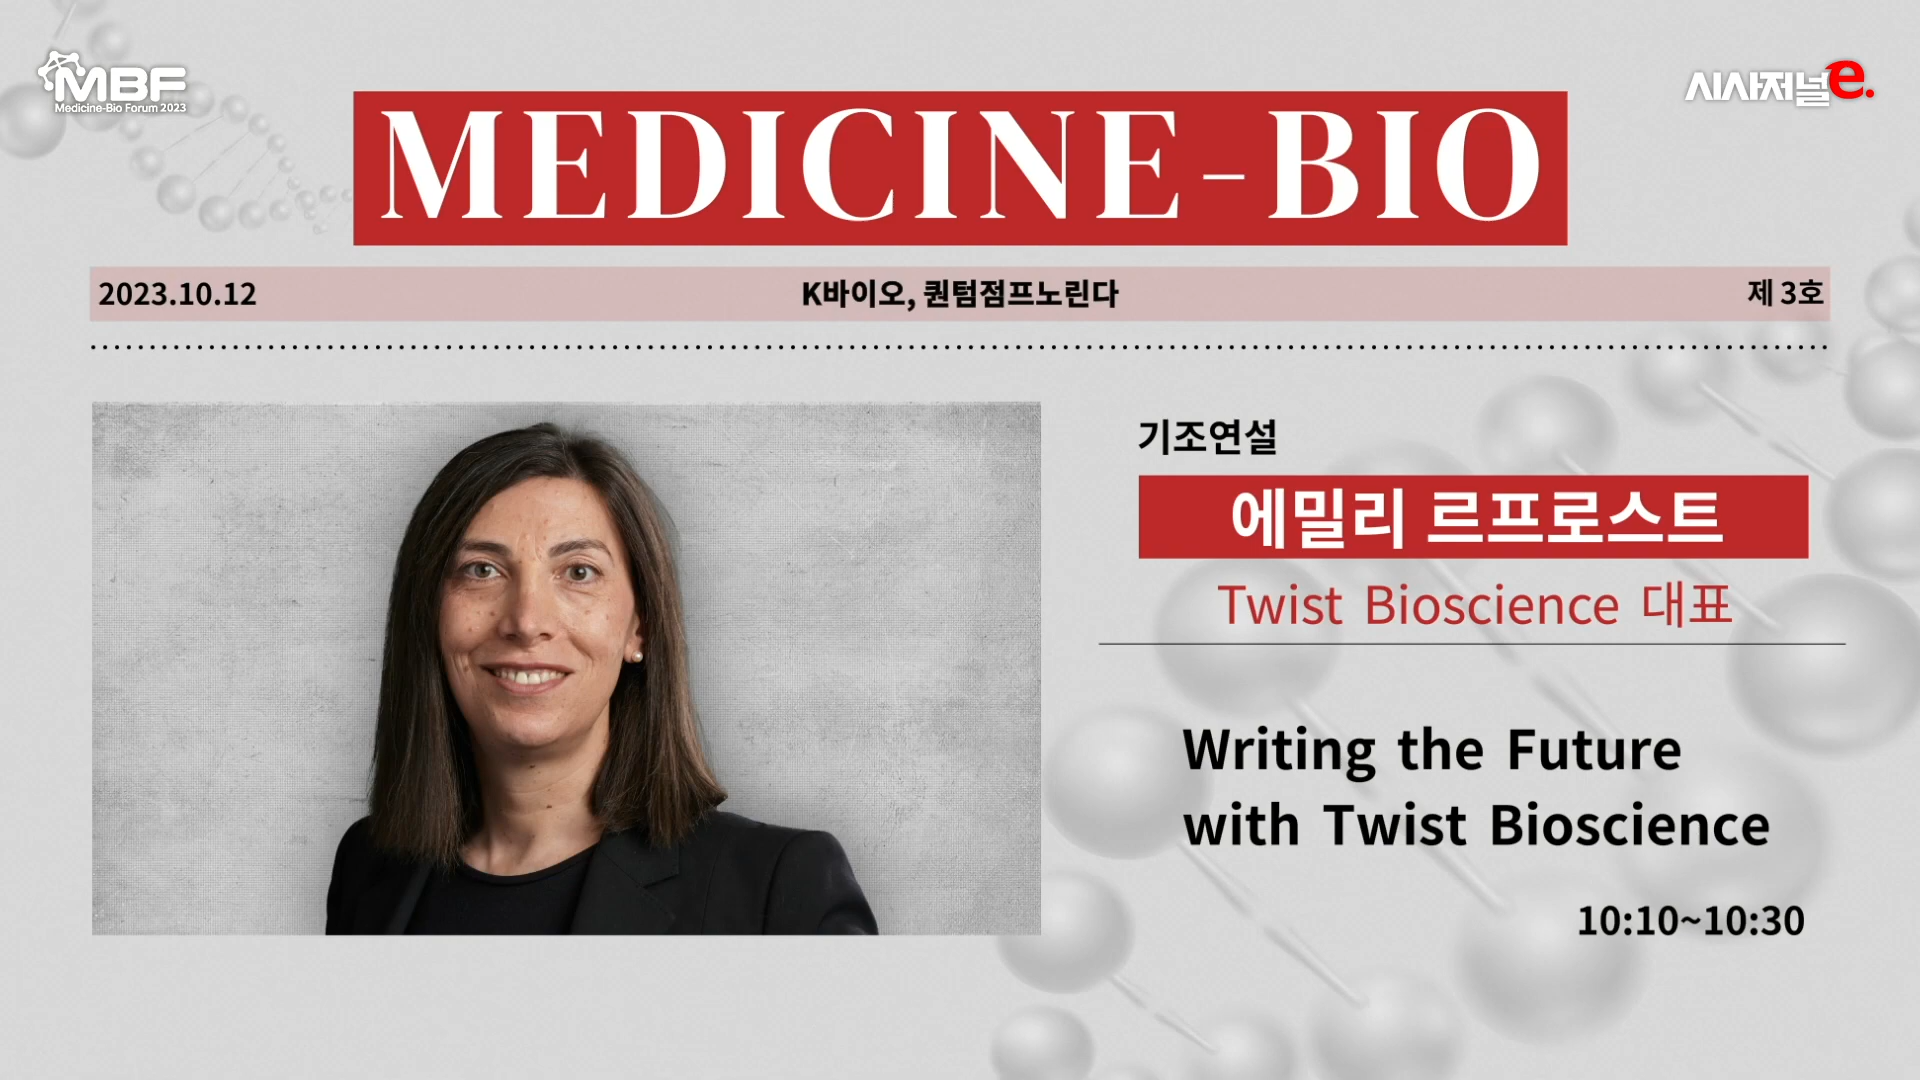 MBF
Medicine-Bio Forum 2023
시사저널e.
MEDICINE-BIO
2023.10.12
K바이오, 퀀텀점프노린다
제 3호
기조연설
에밀리 르프로스트
Twist Bioscience 대표
Writing the Future
with Twist Bioscience
10:10~10:30